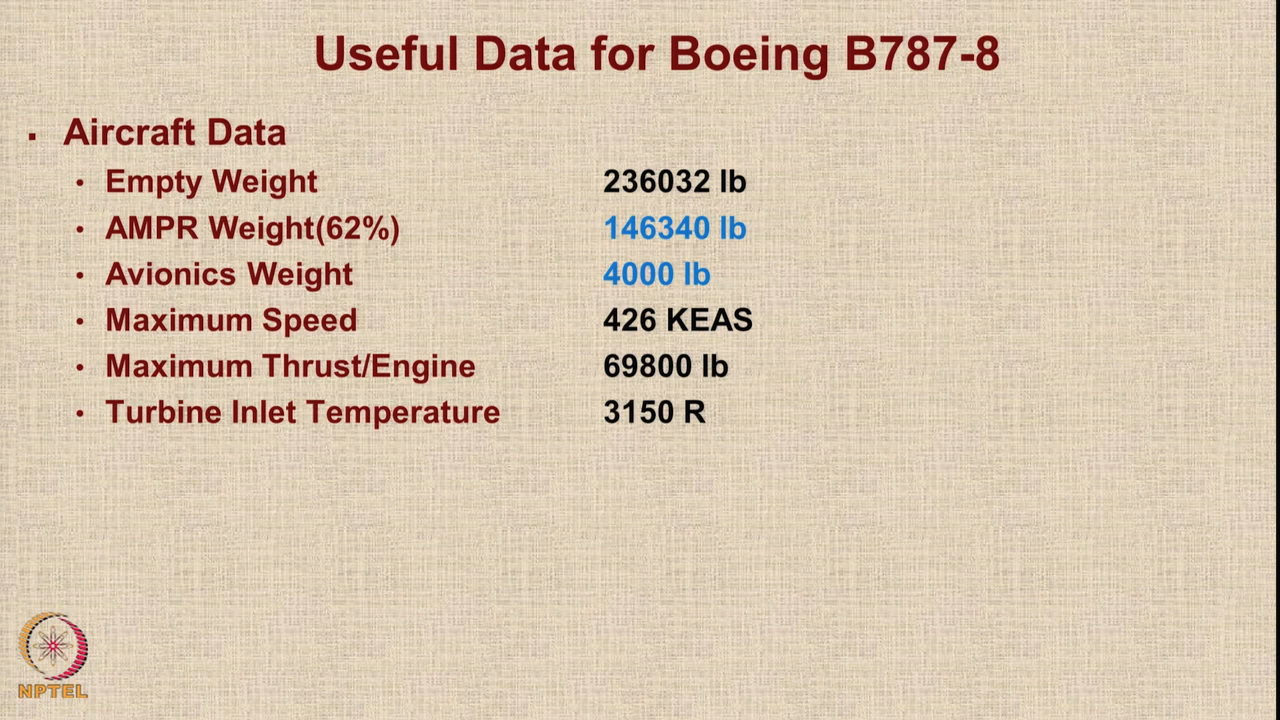 Useful Data for Boeing B787-8
▪ Aircraft Data
• Empty Weight 236032 lb
• AMPR Weight(62%) 146340 lb
• Avionics Weight 4000 lb
• Maximum Speed 426 KEAS
• Maximum Thrust/Engine 69800 lb
• Turbine Inlet Temperature 3150 R
NPTEL